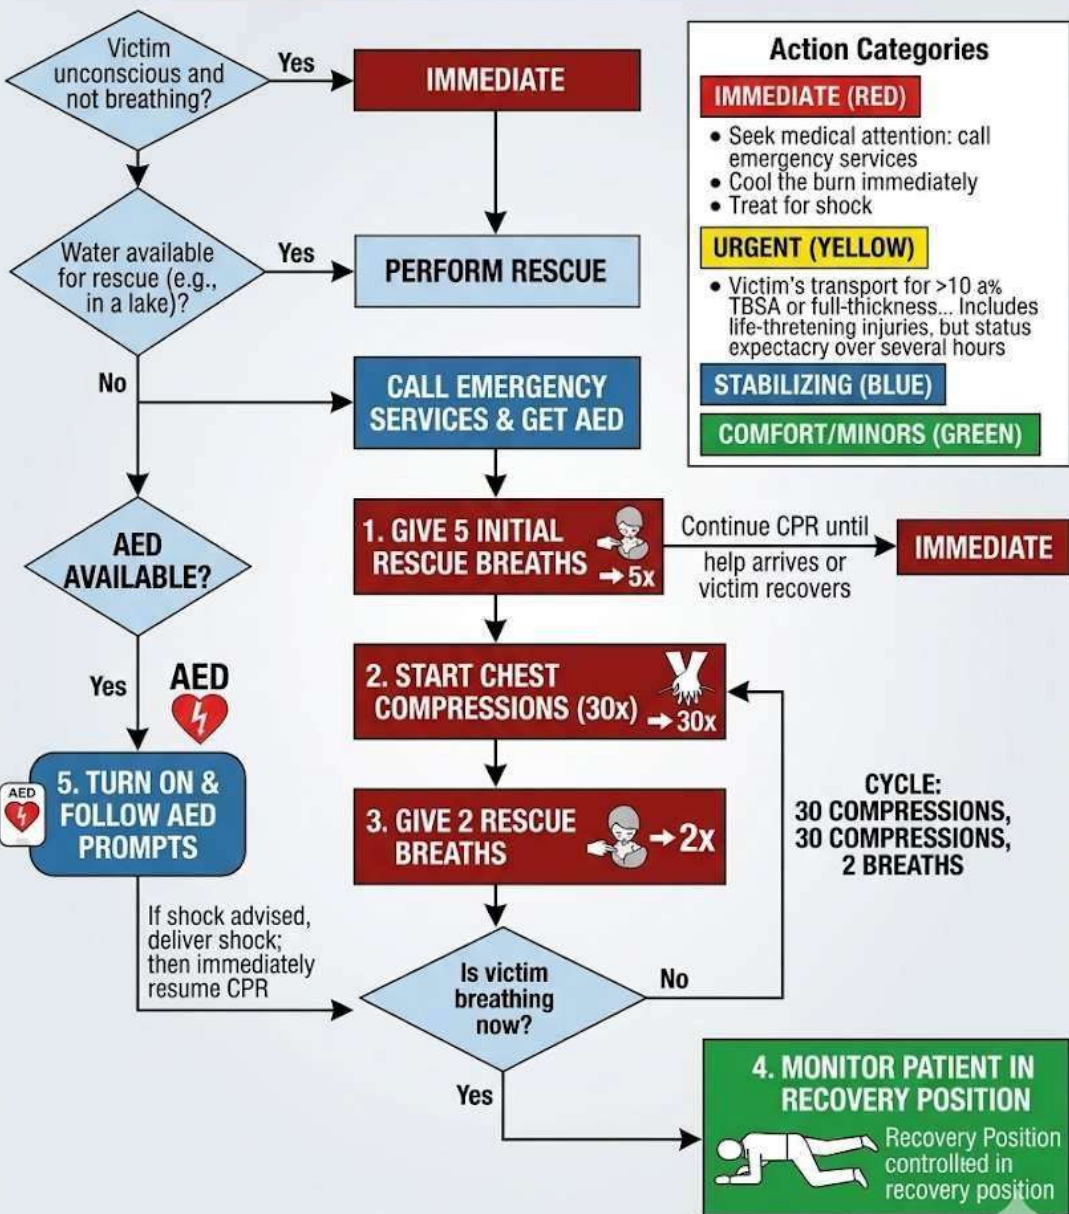 Victim
unconscious and
not breathing?
Yes
IMMEDIATE
Water available
for rescue (e.g.,
in a lake)?
Yes
PERFORM RESCUE
No
CALL EMERGENCY
SERVICES & GET AED
Action Categories
IMMEDIATE (RED)
• Seek medical attention: call
emergency services
• Cool the burn immediately
• Treat for shock
URGENT (YELLOW)
• Victim's transport for >10 a%
TBSA or full-thickness... Includes
life-thretening injuries, but status
expectacry over several hours
STABILIZING (BLUE)
COMFORT/MINORS (GREEN)
AED
AVAILABLE?
1. GIVE 5 INITIAL
RESCUE BREATHS
→ 5x
Continue CPR until
help arrives or
victim recovers
IMMEDIATE
Yes
AED
2. START CHEST
COMPRESSIONS (30x)
→ 30x
AED
5. TURN ON &
FOLLOW AED
PROMPTS
3. GIVE 2 RESCUE
BREATHS
→ 2x
CYCLE:
30 COMPRESSIONS,
30 COMPRESSIONS,
2 BREATHS
If shock advised,
deliver shock;
then immediately
resume CPR
Is victim
breathing
now?
No
Yes
4. MONITOR PATIENT IN
RECOVERY POSITION
Recovery Position
controllted in
recovery position